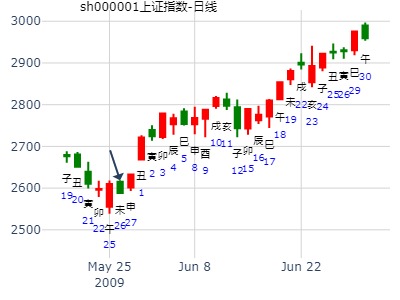 sh000001上证指数-日线
3000
2900
2800
2700
2600
2500
子
19
丑
20
寅
21
卯
22
午
25
未
26
申
27
丑
1
寅
2
卯
3
辰
4
巳
5
申
8
酉
9
戌
10
亥
11
子
12
卯
15
辰
16
巳
17
午
18
未
19
戌
22
亥
23
子
24
丑
25
寅
26
巳
29
午
30
May 25
2009
Jun 8
Jun 22